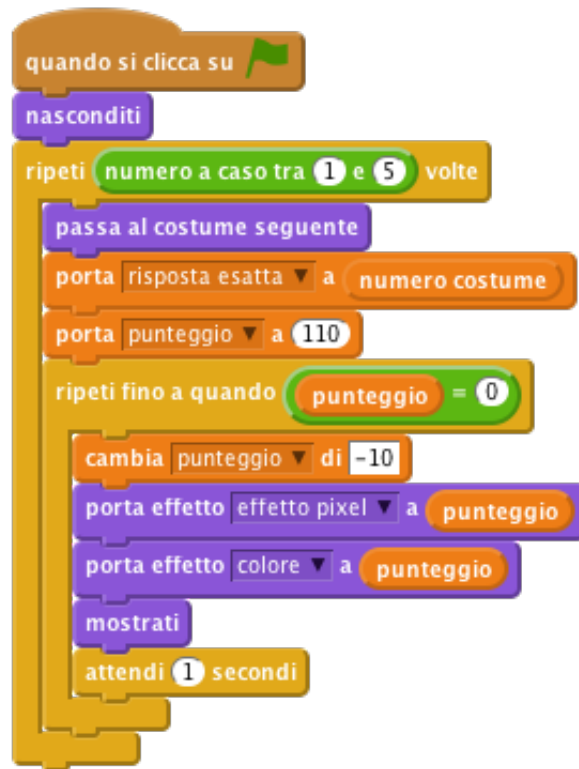 quando si clicca su
nasconditi
ripeti numero a caso tra 1 e 5 volte
passa al costume seguente
porta risposta esatta a numero costume
porta punteggio a 110
ripeti fino a quando punteggio = 0
cambia punteggio di -10
porta effetto effetto pixel a punteggio
porta effetto colore a punteggio
mostrati
attendi 1 secondi